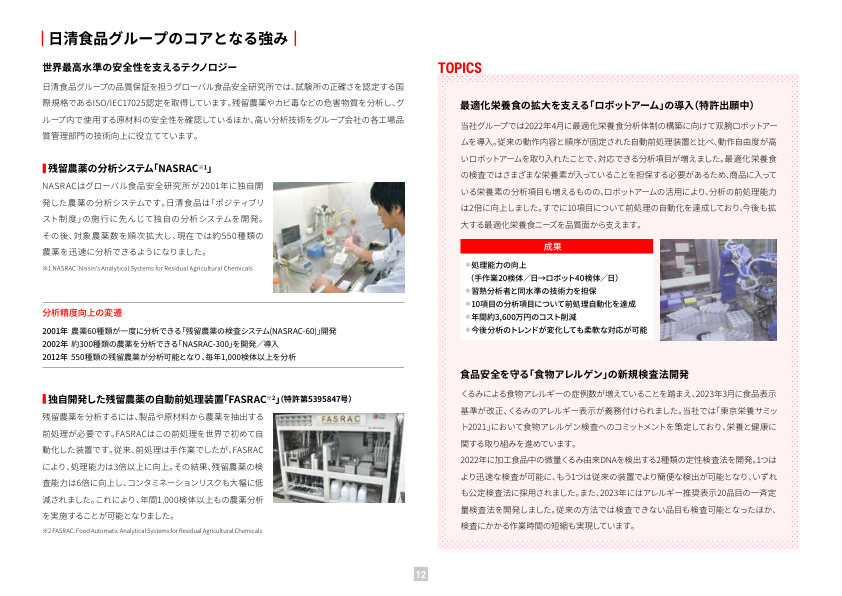 日清食品グループのコアとなる強み
世界最高水準の安全性を支えるテクノロジー
日清食品グループの品質保証を担うグローバル食品安全研究所では、試験所の正確さを認定する国
際規格であるISO/IEC17025認定を取得しています。残留農薬やカビ毒などの危害物質を分析し、グ
ループ内で使用する原材料の安全性を確認しているほか、高い分析技術をグループ会社の各工場品
質管理部門の技術向上に役立てています。
残留農薬の分析システム「NASRAC※1」
NASRACはグローバル食品安全研究所が2001年に独自開
発した農薬の分析システムです。日清食品は「ポジティブリ
スト制度」の施行に先んじて独自の分析システムを開発。
その後、対象農薬数を順次拡大し、現在では約550種類の
農薬を迅速に分析できるようになりました。
※1 NASRAC：Nissin's Analytical Systems for Residual Agricultural Chemicals
分析精度向上の変遷
2001年 農薬60種類が一度に分析できる「残留農薬の検査システム(NASRAC-60)」開発
2002年 約300種類の農薬を分析できる「NASRAC-300」を開発／導入
2012年 550種類の残留農薬が分析可能となり、毎年1,000検体以上を分析
独自開発した残留農薬の自動前処理装置「FASRAC※2」（特許第5395847号）
残留農薬を分析するには、製品や原材料から農薬を抽出する
前処理が必要です。FASRACはこの前処理を世界で初めて自
動化した装置です。従来、前処理は手作業でしたが、FASRAC
により、処理能力は3倍以上に向上。その結果、残留農薬の検
査能力は6倍に向上し、コンタミネーションリスクも大幅に低
減されました。これにより、年間1,000検体以上もの農薬分析
を実施することが可能となりました。
FASRAC
※2 FASRAC：Food Automatic Analytical Systems for Residual Agricultural Chemicals
TOPICS
最適化栄養食の拡大を支える「ロボットアーム」の導入（特許出願中）
当社グループでは2022年4月に最適化栄養食分析体制の構築に向けて双腕ロボットアー
ムを導入。従来の動作内容と順序が固定された自動前処理装置と比べ、動作自由度が高
いロボットアームを取り入れたことで、対応できる分析項目が増えました。最適化栄養食
の検査ではさまざまな栄養素が入っていることを担保する必要があるため、商品に入って
いる栄養素の分析項目も増えるものの、ロボットアームの活用により、分析の前処理能力
は2倍に向上しました。すでに10項目について前処理の自動化を達成しており、今後も拡
大する最適化栄養食ニーズを品質面から支えます。
成果
●処理能力の向上
（手作業20検体／日→ロボット40検体／日）
●習熟分析者と同水準の技術力を担保
●10項目の分析項目について前処理自動化を達成
●年間約3,600万円のコスト削減
●今後分析のトレンドが変化しても柔軟な対応が可能
食品安全を守る「食物アレルゲン」の新規検査法開発
くるみによる食物アレルギーの症例数が増えていることを踏まえ、2023年3月に食品表示
基準が改正、くるみのアレルギー表示が義務付けられました。当社では「東京栄養サミッ
ト2021」において食物アレルゲン検査へのコミットメントを策定しており、栄養と健康に
関する取り組みを進めています。
2022年に加工食品中の微量くるみ由来DNAを検出する2種類の定性検査法を開発。1つは
より迅速な検査が可能に、もう1つは従来の装置でより簡便な検出が可能となり、いずれ
も公定検査法に採用されました。また、2023年にはアレルギー推奨表示20品目の一斉定
量検査法を開発しました。従来の方法では検査できない品目も検査可能となったほか、
検査にかかる作業時間の短縮も実現しています。
12